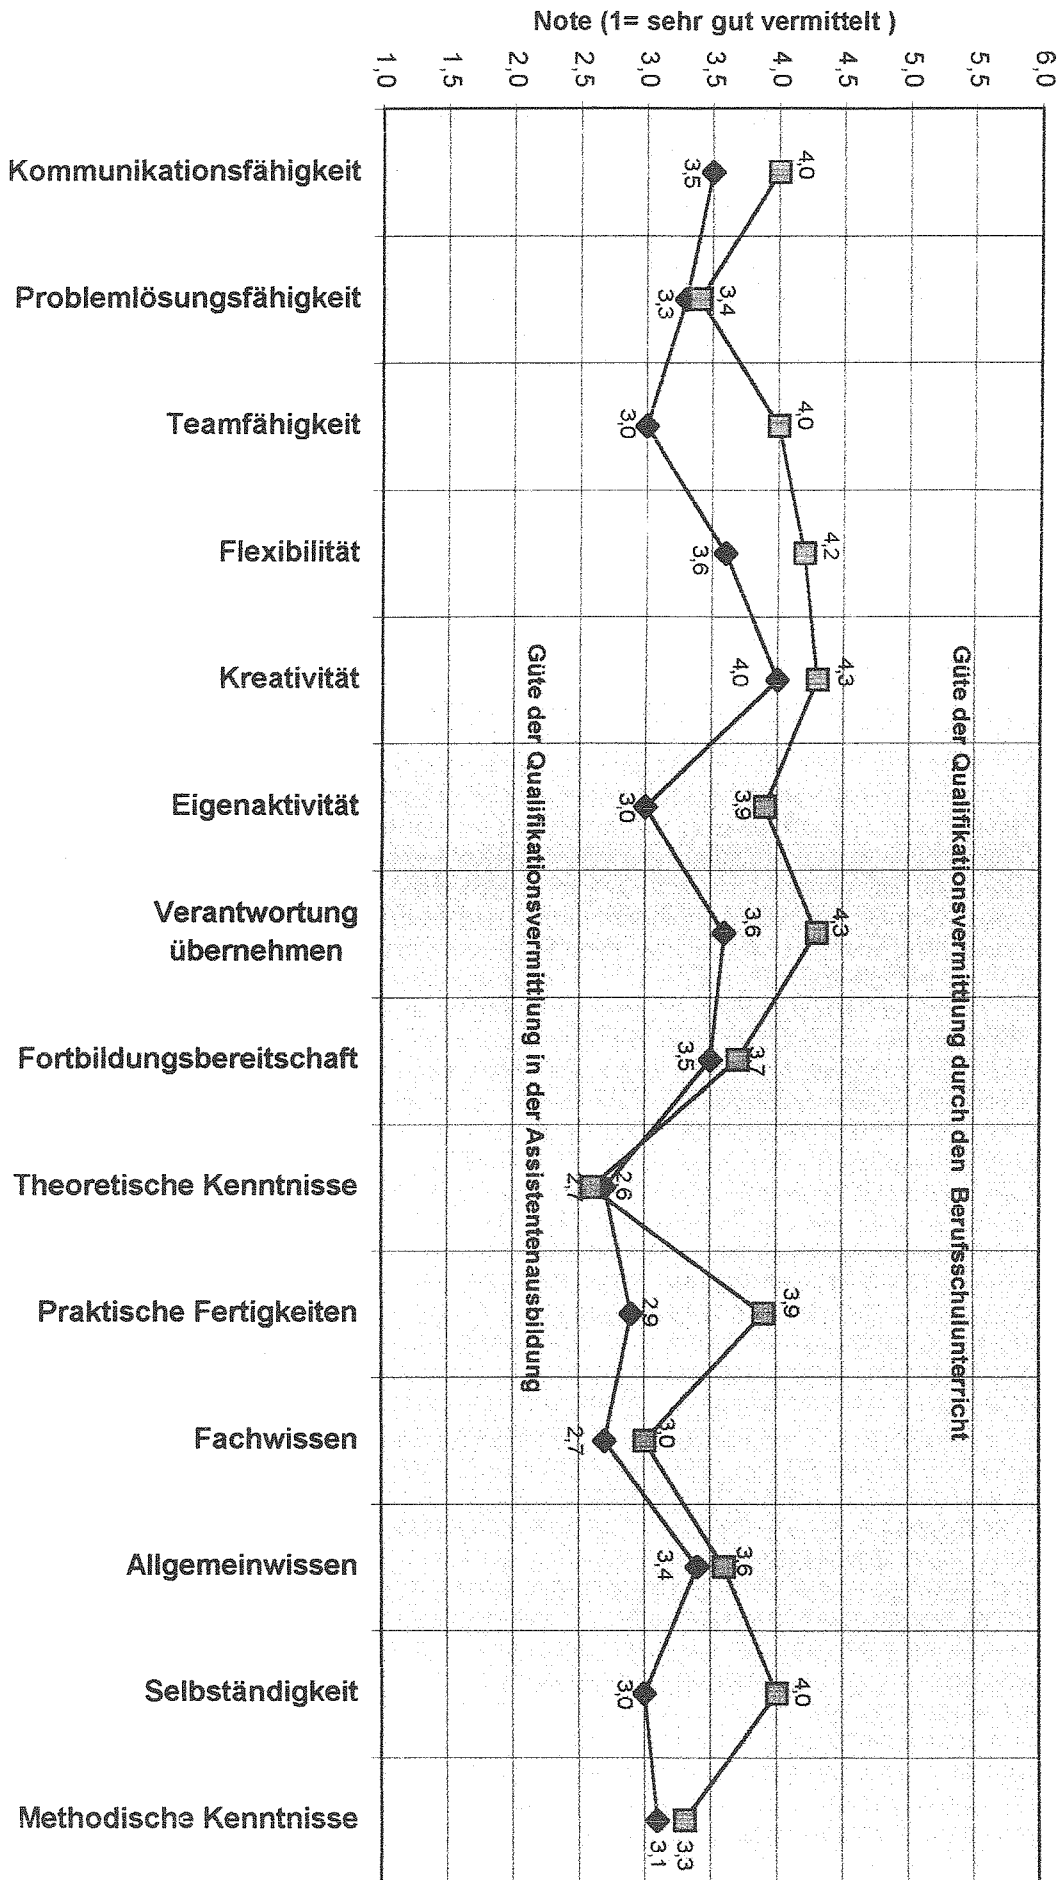 Note (1= sehr gut vermittelt )
1,0
1,5
2,0
2,5
3,0
3,5
4,0
4,5
5,0
5,5
6,0
Kommunikationsfähigkeit
3,5
4,0
Problemlösungsfähigkeit
3,3
3,4
Teamfähigkeit
3,0
4,0
Flexibilität
3,6
4,2
Kreativität
4,0
4,3
Eigenaktivität
3,0
3,9
Verantwortung
übernehmen
3,6
4,3
Fortbildungsbereitschaft
3,5
3,7
Theoretische Kenntnisse
2,7
2,6
Praktische Fertigkeiten
2,9
3,9
Fachwissen
2,7
3,0
Allgemeinwissen
3,4
3,6
Selbständigkeit
3,0
4,0
Methodische Kenntnisse
3,1
3,3
Güte der Qualifikationsvermittlung durch den Berufsschulunterricht
Güte der Qualifikationsvermittlung in der Assistentenausbildung